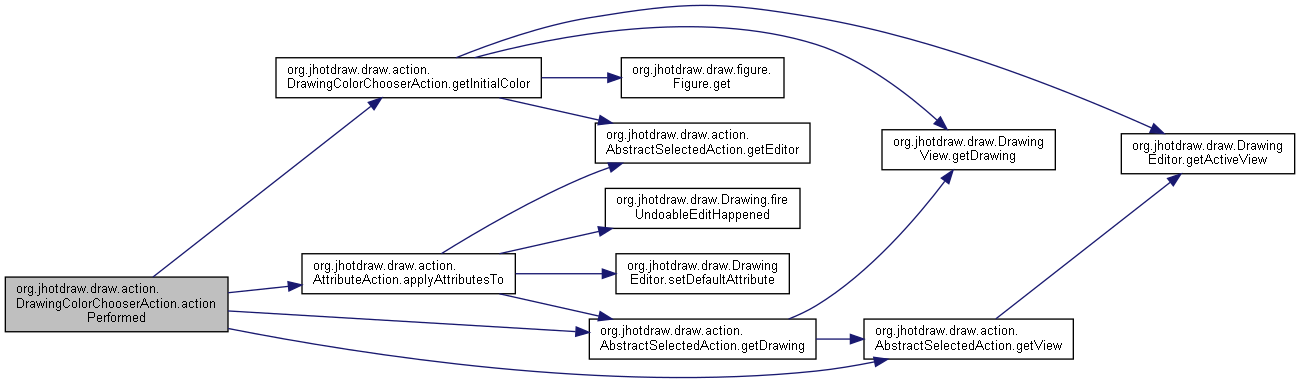 org.jhotdraw.draw.action.
DrawingColorChooserAction.action
Performed
org.jhotdraw.draw.action.
DrawingColorChooserAction.getInitialColor
org.jhotdraw.draw.action.
AttributeAction.applyAttributesTo
org.jhotdraw.draw.figure.
Figure.get
org.jhotdraw.draw.action.
AbstractSelectedAction.getEditor
org.jhotdraw.draw.Drawing.fire
UndoableEditHappened
org.jhotdraw.draw.Drawing
Editor.setDefaultAttribute
org.jhotdraw.draw.action.
AbstractSelectedAction.getDrawing
org.jhotdraw.draw.Drawing
View.getDrawing
org.jhotdraw.draw.action.
AbstractSelectedAction.getView
org.jhotdraw.draw.Drawing
Editor.getActiveView